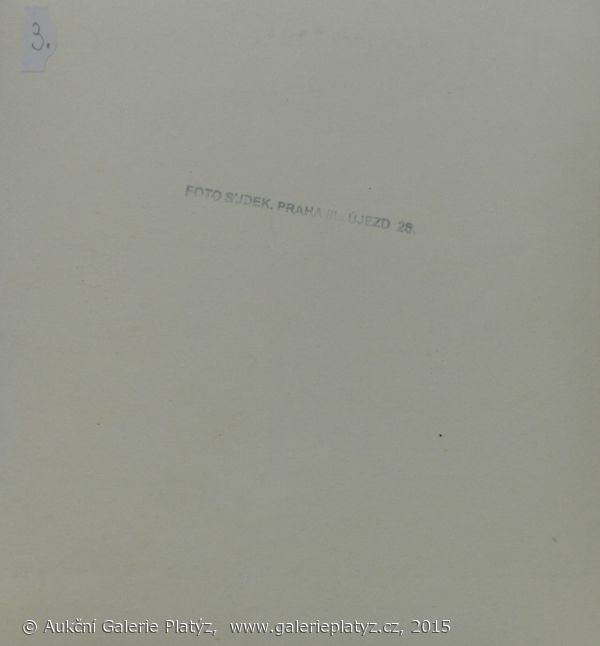 3.
FOTO SUDEK, PRAHA III., ÚJEZD 28.
© Aukční Galerie Platýz, www.galerieplatyz.cz, 2015